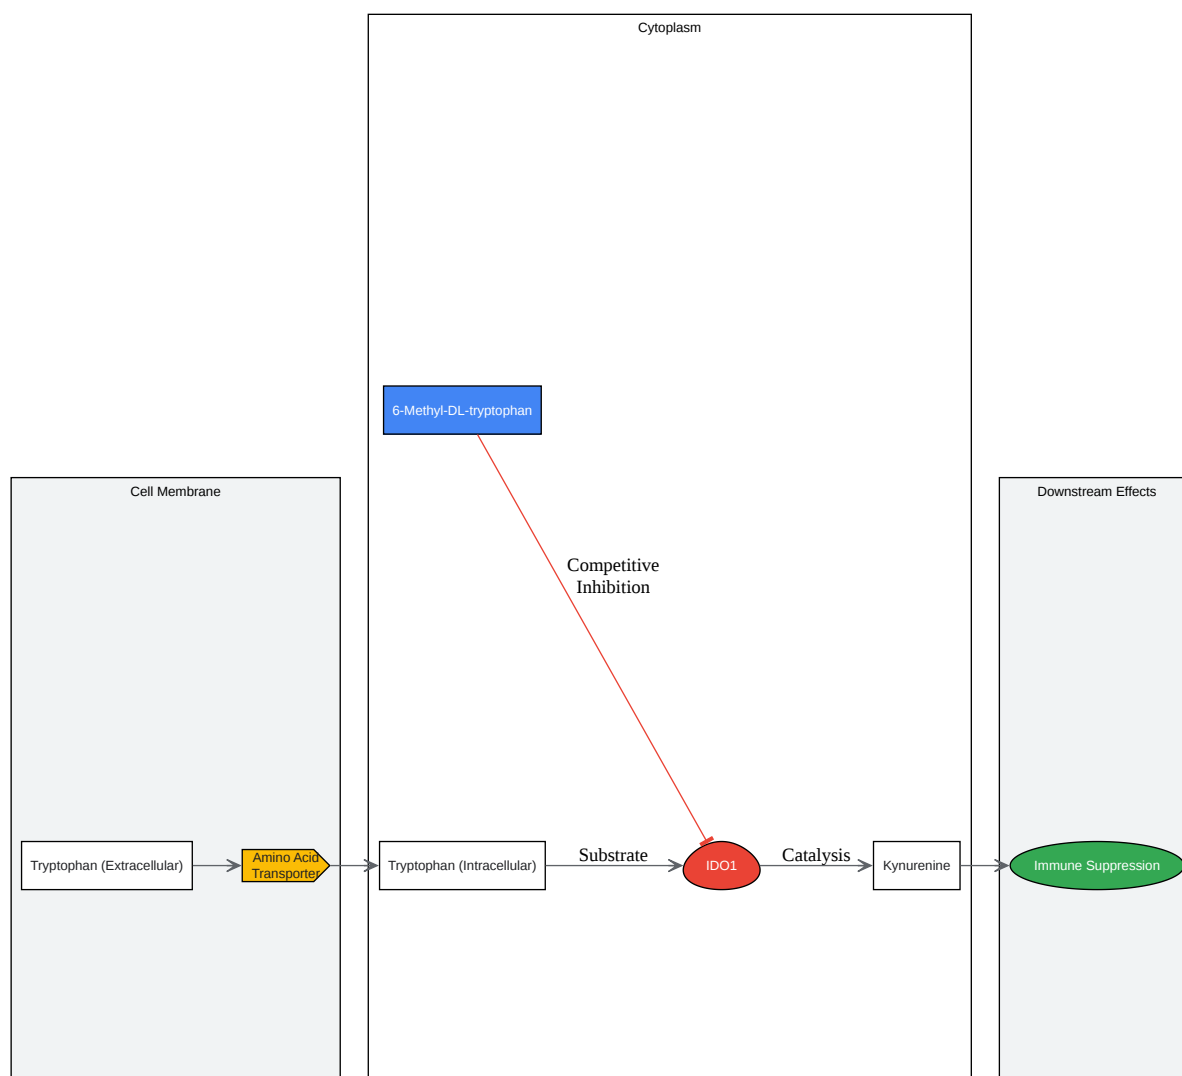 Cytoplasm
6-Methyl-DL-tryptophan
Cell Membrane
Downstream Effects
Competitive
Inhibition
Tryptophan (Extracellular)
Amino Acid
Transporter
Tryptophan (Intracellular)
Substrate
IDO1
Catalysis
Kynurenine
Immune Suppression